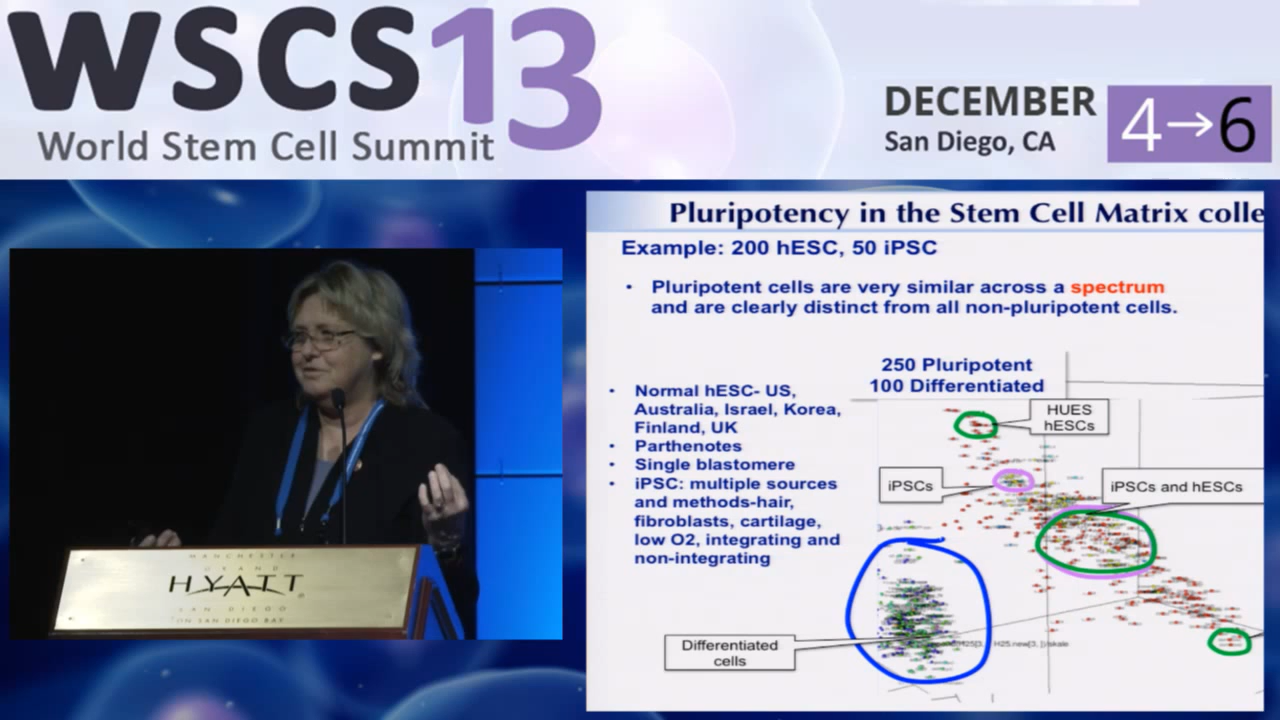 WSCS13
World Stem Cell Summit
DECEMBER
San Diego, CA
4→6
Pluripotency in the Stem Cell Matrix colle
Example: 200 hESC, 50 iPSC
• Pluripotent cells are very similar across a spectrum
and are clearly distinct from all non-pluripotent cells.
250 Pluripotent
100 Differentiated
• Normal hESC- US,
Australia, Israel, Korea,
Finland, UK
• Parthenotes
• Single blastomere
• iPSC: multiple sources
and methods-hair,
fibroblasts, cartilage,
low O2, integrating and
non-integrating
HUES
hESCs
iPSCs
iPSCs and hESCs
Differentiated
cells
MANCHESTER
GRAND
HYATT
SAN DIEGO
ON SAN DIEGO BAY